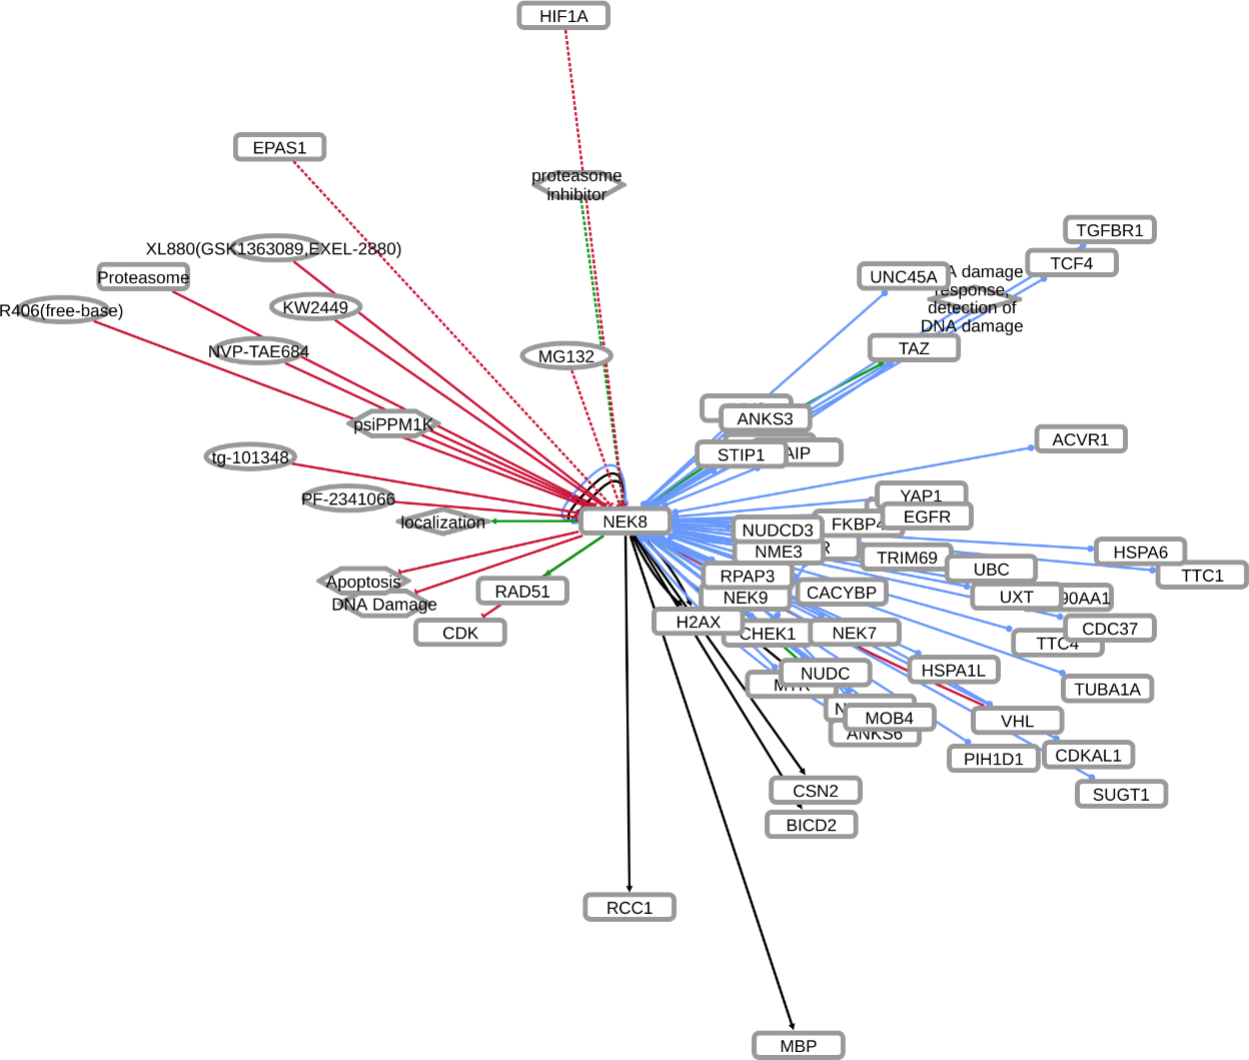 HIF1A
EPAS1
proteasome
inhibitor
XL880(GSK1363089,EXEL-2880)
Proteasome
R406(free-base)
KW2449
NVP-TAE684
MG132
psiPPM1K
tg-101348
PF-2341066
localization
NEK8
Apoptosis
DNA Damage
RAD51
CDK
TGFBR1
TCF4
UNC45A
A damage
response,
detection of
DNA damage
TAZ
ANKS3
STIP1
AIP
ACVR1
YAP1
EGFR
FKBP4
NUDCD3
NME3
R
TRIM69
UBC
HSPA6
TTC1
RPAP3
NEK9
CACYBP
UXT
90AA1
H2AX
CHEK1
NEK7
CDC37
TTC4
HSPA1L
NUDC
TUBA1A
MOB4
ANKS6
VHL
PIH1D1
CDKAL1
SUGT1
CSN2
BICD2
RCC1
MBP